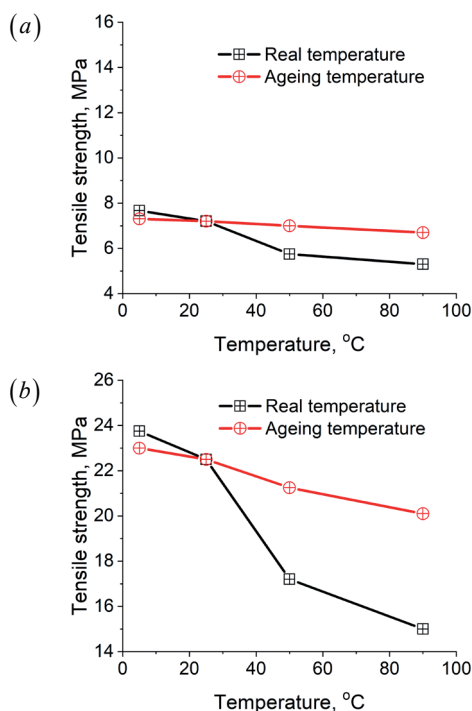 (a)
16
14
12
10
8
6
4
Tensile strength, MPa
Real temperature
Ageing temperature
0 20 40 60 80 100
Temperature, °C
(b)
26
24
22
20
18
16
14
Tensile strength, MPa
Real temperature
Ageing temperature
0 20 40 60 80 100
Temperature, °C